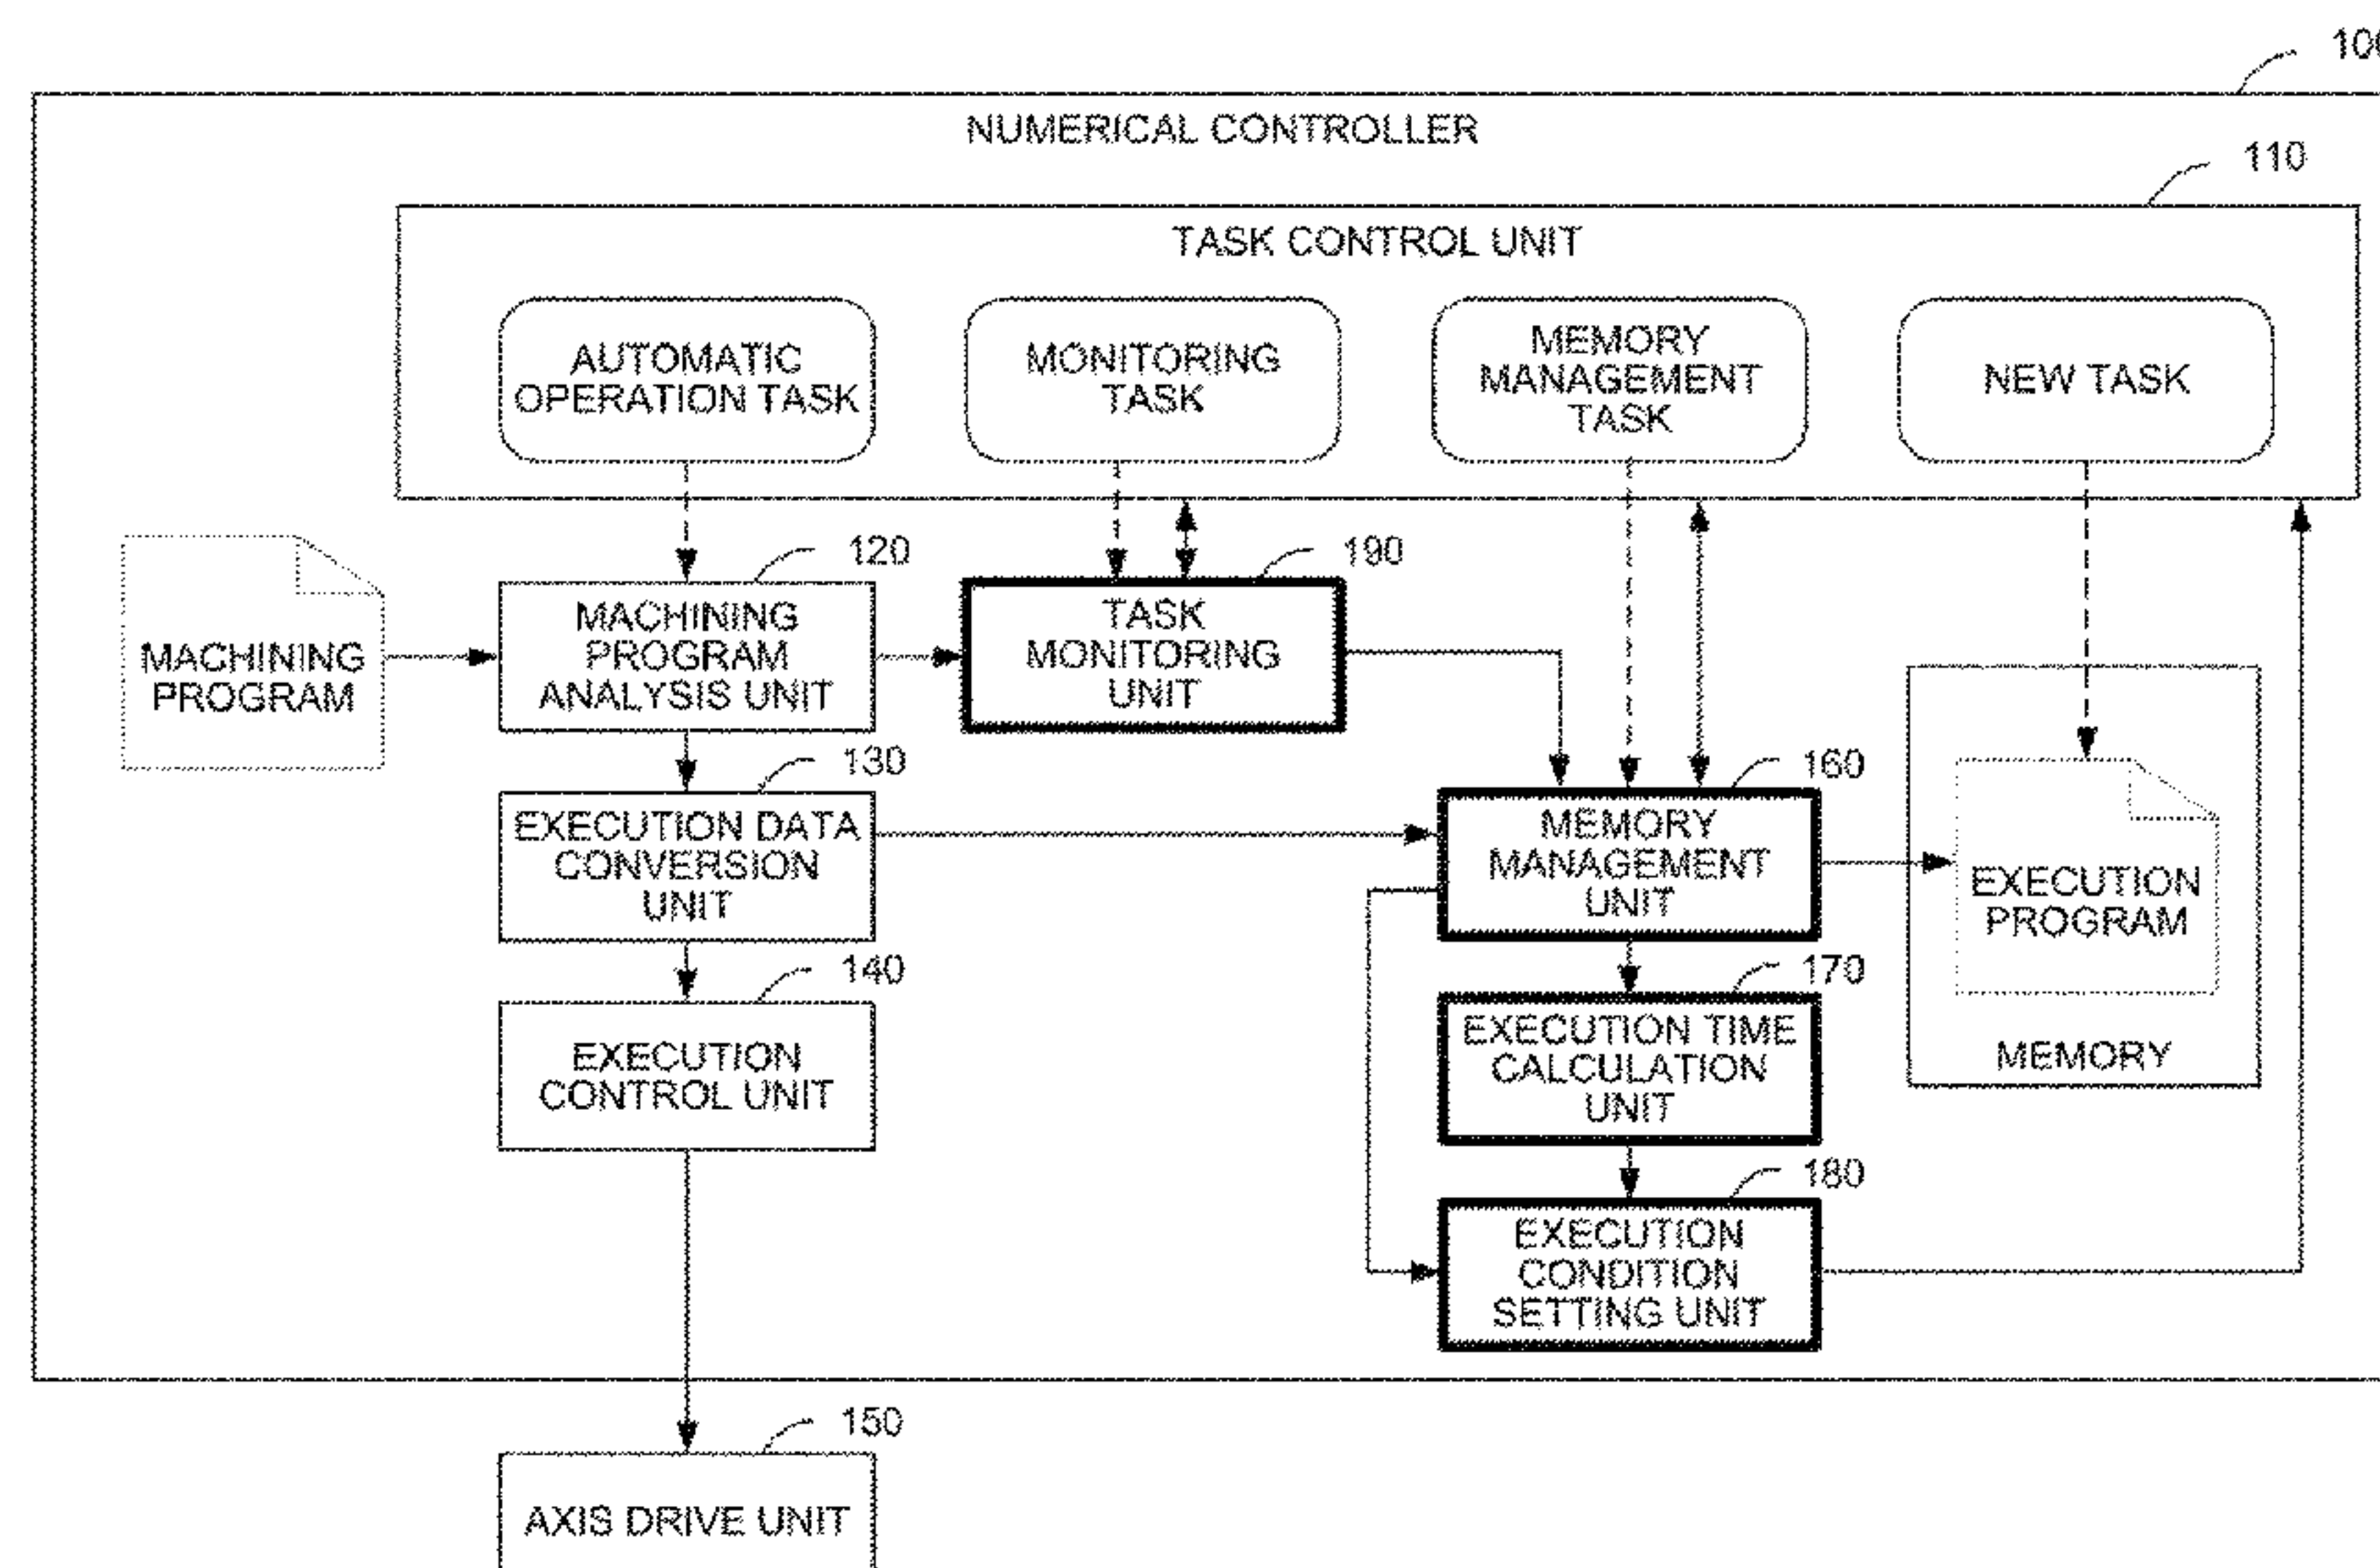 100
NUMERICAL CONTROLLER
110
TASK CONTROL UNIT
AUTOMATIC
OPERATION TASK
MONITORING
TASK
MEMORY
MANAGEMENT
TASK
NEW TASK
MACHINING
PROGRAM
120
MACHINING
PROGRAM
ANALYSIS UNIT
190
TASK
MONITORING
UNIT
130
EXECUTION DATA
CONVERSION
UNIT
160
MEMORY
MANAGEMENT
UNIT
EXECUTION
PROGRAM
MEMORY
140
EXECUTION
CONTROL UNIT
170
EXECUTION TIME
CALCULATION
UNIT
180
EXECUTION
CONDITION
SETTING UNIT
150
AXIS DRIVE UNIT